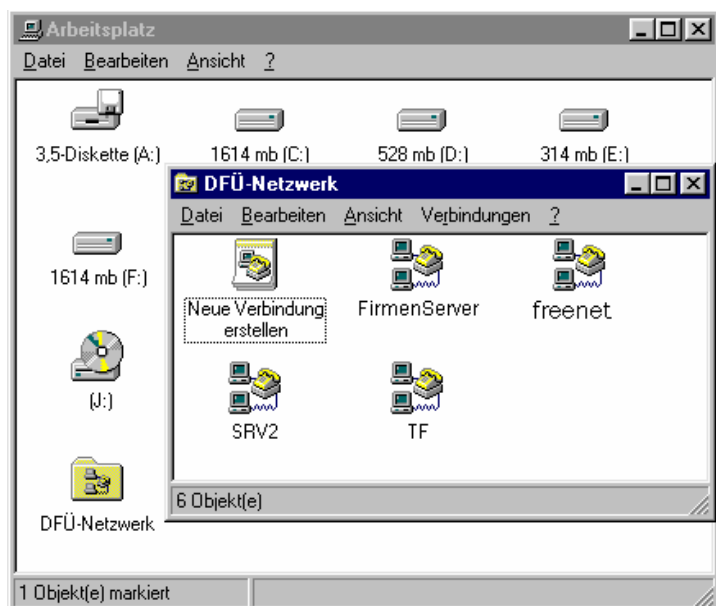 Arbeitsplatz
Datei Bearbeiten Ansicht ?
3,5-Diskette (A:)
1614 mb (C:)
528 mb (D:)
314 mb (E:)
1614 mb (F:)
(J:)
DFÜ-Netzwerk
1 Objekt(e) markiert
DFÜ-Netzwerk
Datei Bearbeiten Ansicht Verbindungen ?
Neue Verbindung
erstellen
FirmenServer
freenet
SRV2
TF
6 Objekt(e)